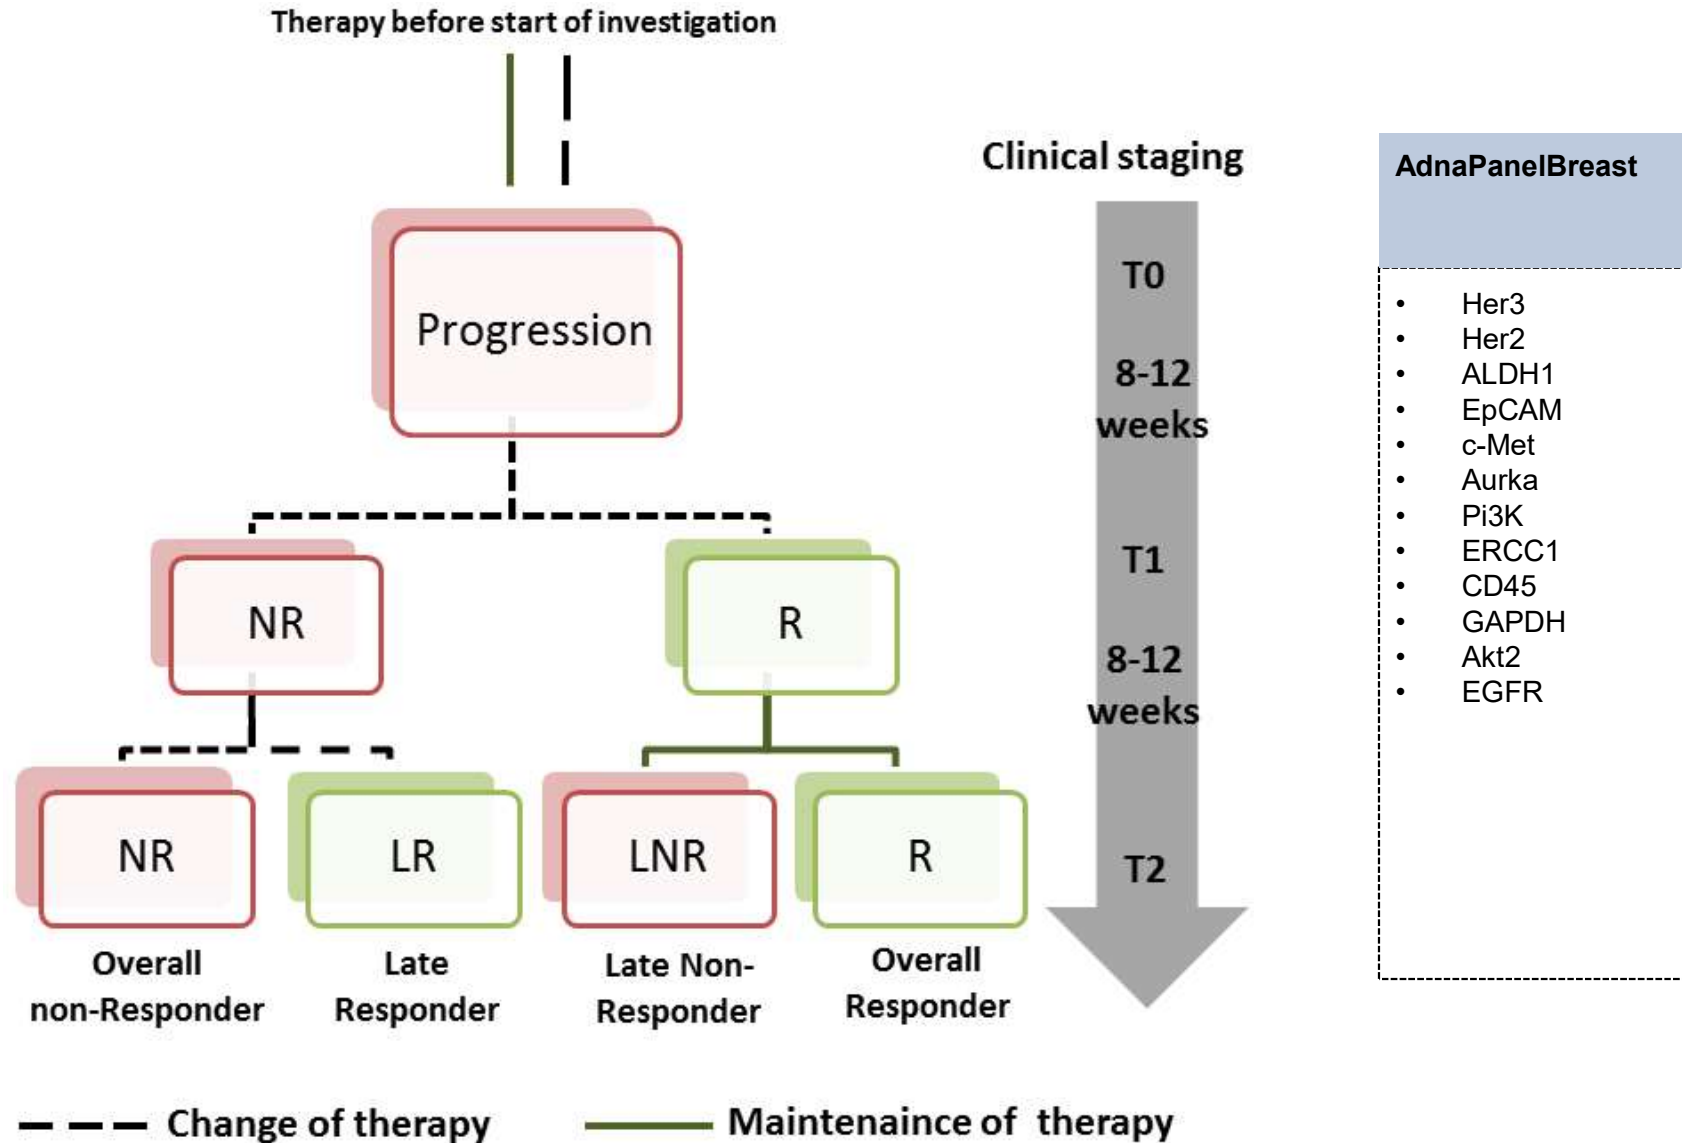 Therapy before start of investigation
Progression
NR
R
NR
LR
LNR
R
Overall
non-Responder
Late
Responder
Late Non-
Responder
Overall
Responder
Change of therapy
Maintenaince of therapy
Clinical staging
T0
8-12
weeks
T1
8-12
weeks
T2
AdnaPanelBreast
• Her3
• Her2
• ALDH1
• EpCAM
• c-Met
• Aurka
• Pi3K
• ERCC1
• CD45
• GAPDH
• Akt2
• EGFR